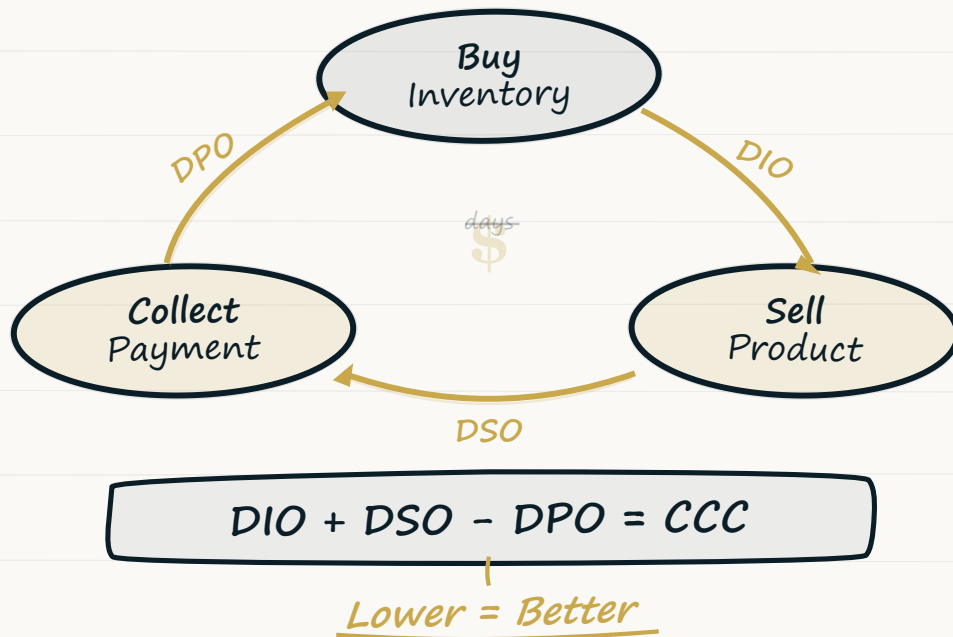 Buy
Inventory
DPO
DIO
days
$
Collect
Payment
Sell
Product
DSO
DIO + DSO - DPO = CCC
Lower = Better